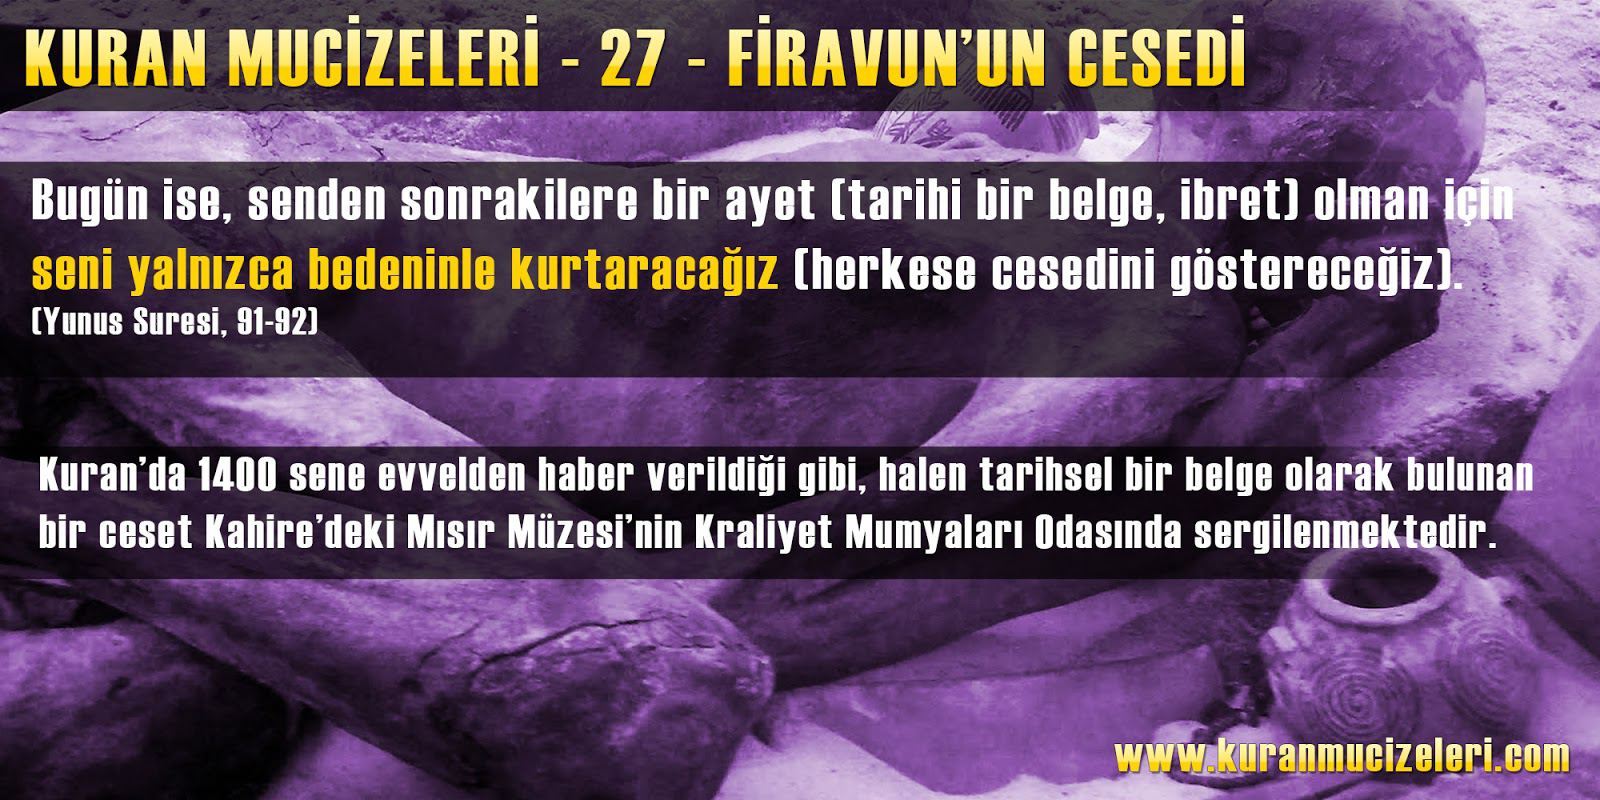 KURAN MUCİZELERİ - 27 - FİRAVUN'UN CESEDİ
Bugün ise, senden sonrakilere bir ayet (tarihi bir belge, ibret) olman için
seni yalnızca bedeninle kurtaracağız (herkese cesedini göstereceğiz).
(Yunus Suresi, 91-92)
Kuran'da 1400 sene evvelden haber verildiği gibi, halen tarihsel bir belge olarak bulunan
bir ceset Kahire'deki Mısır Müzesi'nin Kraliyet Mumyaları Odasında sergilenmektedir.
www.kuranmucizeleri.com